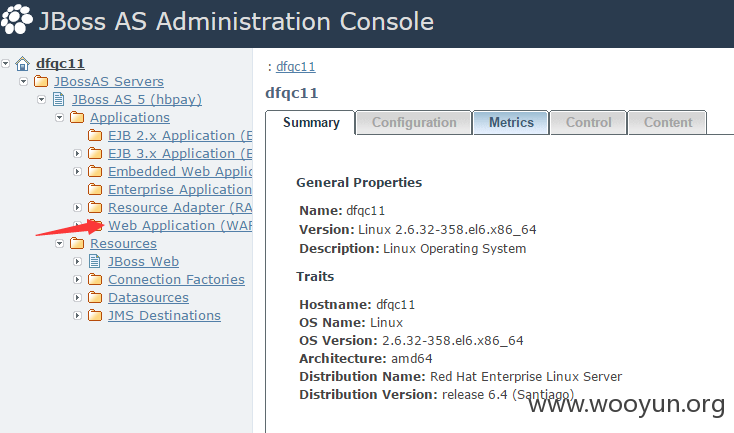 JBoss AS Administration Console
dfqc11
JBossAS Servers
JBoss AS 5 (hbpay)
Applications
EJB 2.x Application (E
EJB 3.x Application (E
Embedded Web Applic
Enterprise Application
Resource Adapter (RA
Web Application (WAR
Resources
JBoss Web
Connection Factories
Datasources
JMS Destinations
: dfqc11
dfqc11
Summary Configuration Metrics Control Content
General Properties
Name: dfqc11
Version: Linux 2.6.32-358.el6.x86_64
Description: Linux Operating System
Traits
Hostname: dfqc11
OS Name: Linux
OS Version: 2.6.32-358.el6.x86_64
Architecture: amd64
Distribution Name: Red Hat Enterprise Linux Server
Distribution Version: release 6.4 (Santiago)
www.wooyun.org